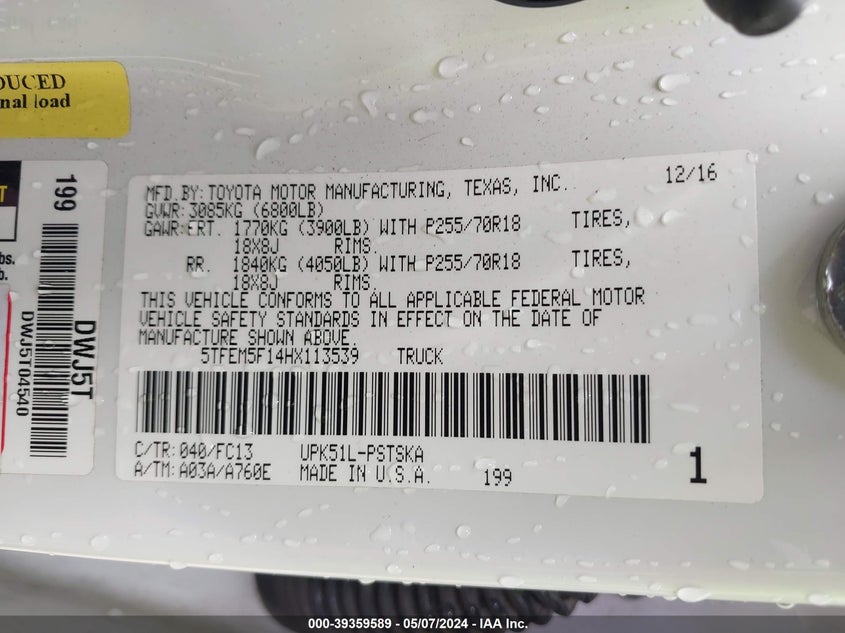 DUCED
nal load
T
199
bs.
b.
DWJ5T
DWJ5T04540
MFD.BY:TOYOTA MOTOR MANUFACTURING, TEXAS, INC. 12/16
GVWR:3085KG (6800LB)
GAWR:FRT. 1770KG (3900LB) WITH P255/70R18 TIRES,
18X8J RIMS.
RR. 1840KG (4050LB) WITH P255/70R18 TIRES,
18X8J RIMS.
THIS VEHICLE CONFORMS TO ALL APPLICABLE FEDERAL MOTOR
VEHICLE SAFETY STANDARDS IN EFFECT ON THE DATE OF
MANUFACTURE SHOWN ABOVE.
5TFEM5F14HX113539 TRUCK
C/TR:040/FC13 UPK51L-PSTSKA
A/TM:A03A/A760E MADE IN U.S.A. 199 1
000-39359589 - 05/07/2024 - IAA Inc.